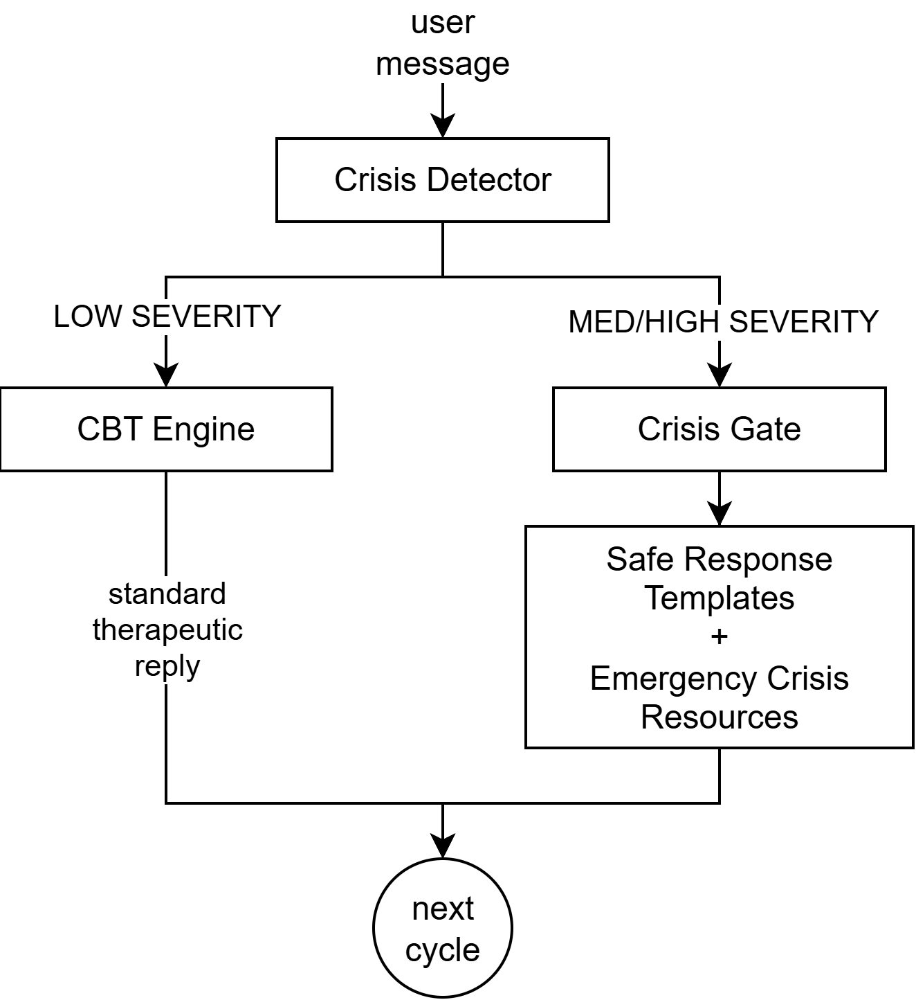 user
message
Crisis Detector
LOW SEVERITY
MED/HIGH SEVERITY
CBT Engine
Crisis Gate
standard
therapeutic
reply
Safe Response
Templates
+
Emergency Crisis
Resources
next
cycle